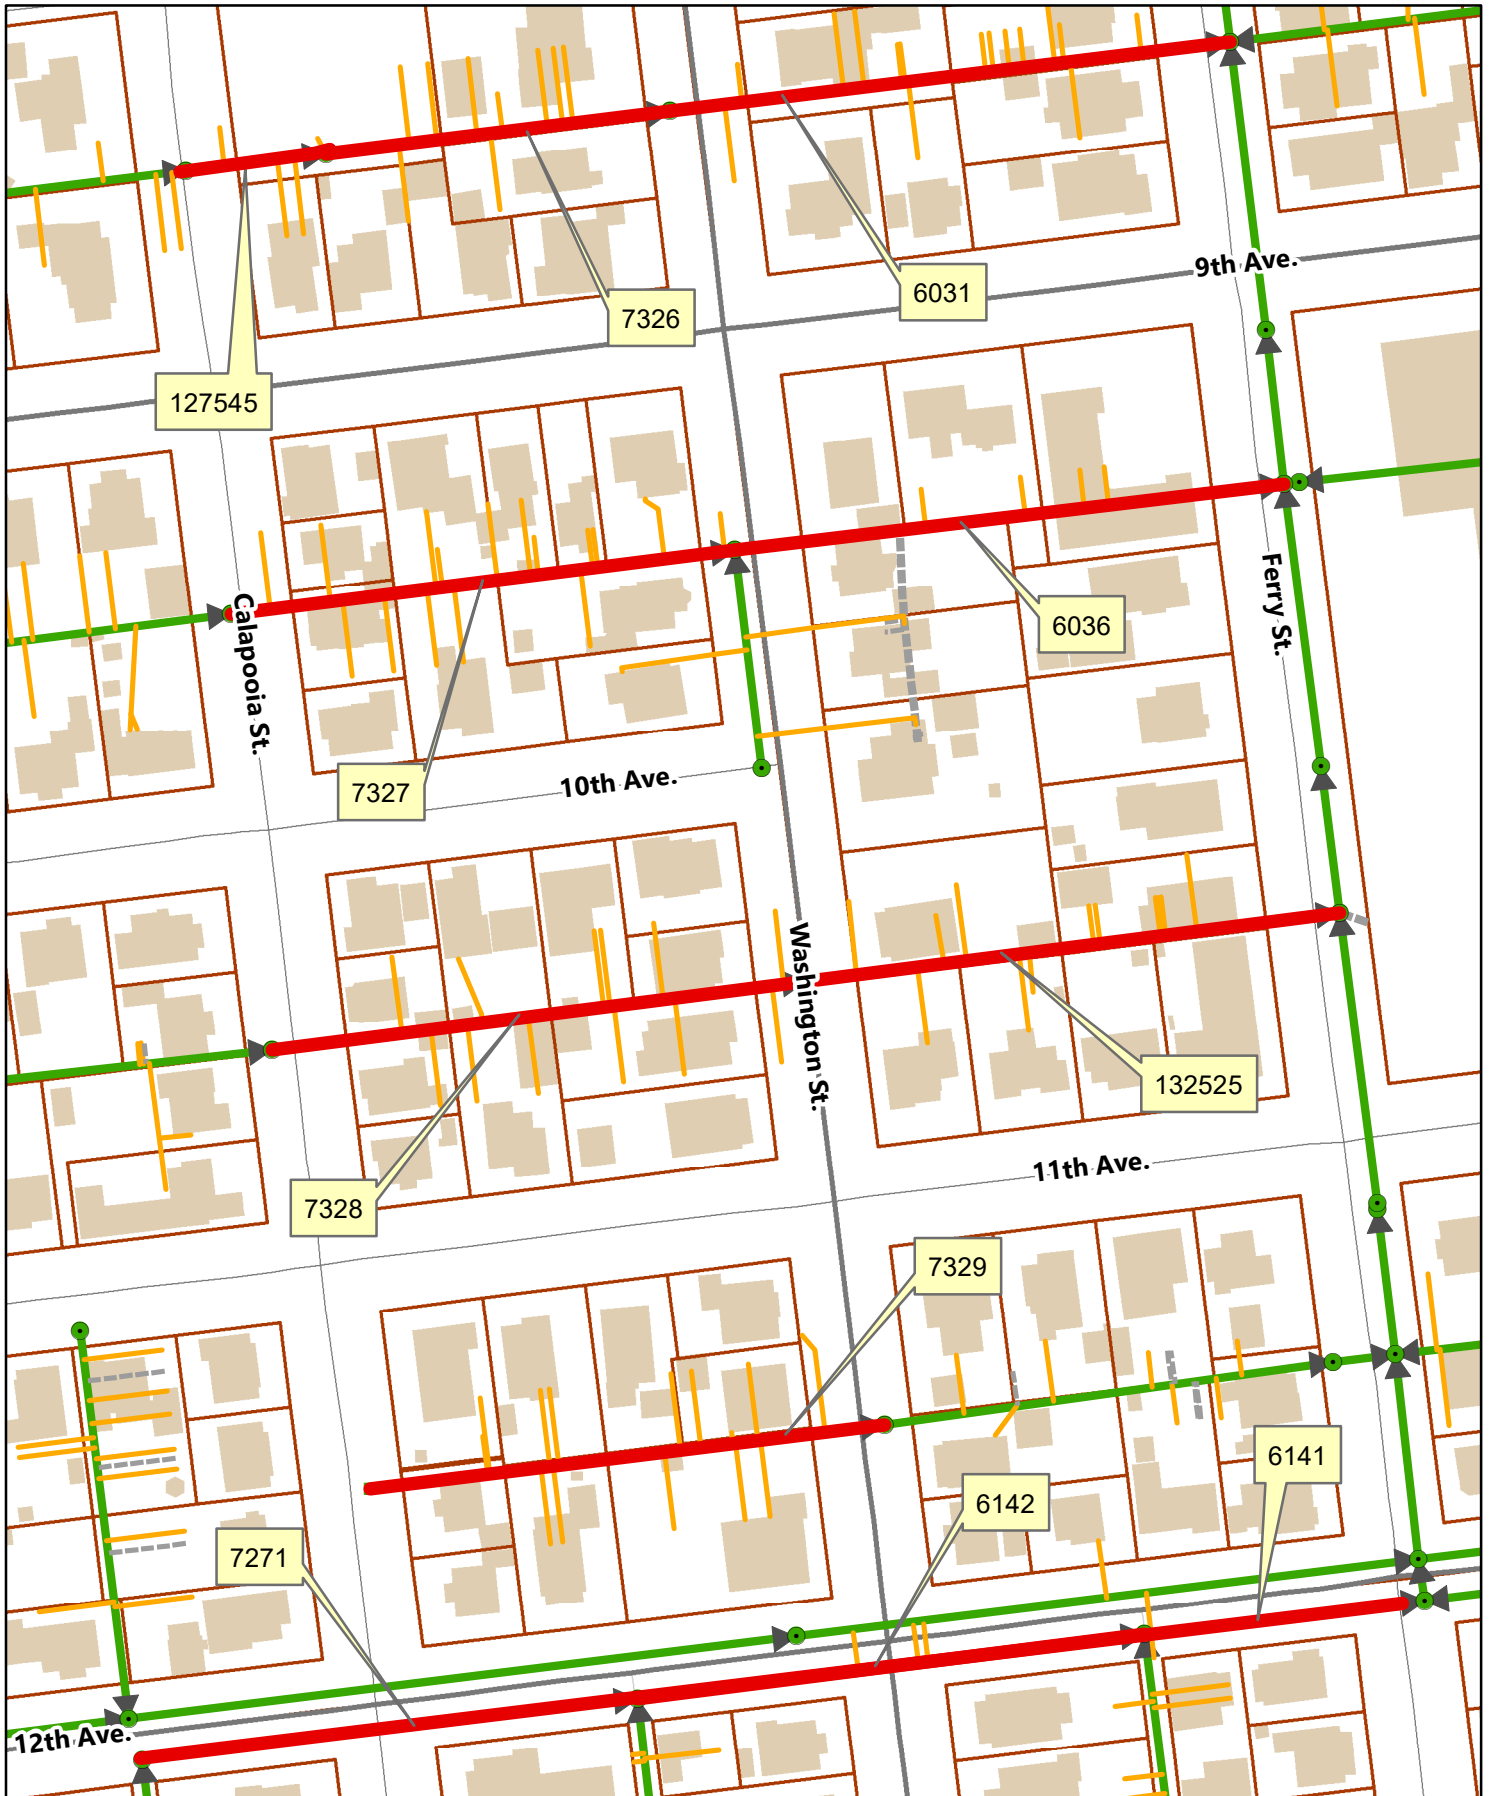 9th Ave.
6031
7326
127545
Ferry St.
Calapooia St.
6036
10th Ave.
7327
Washington St.
132525
11th Ave.
7328
7329
6141
6142
7271
12th Ave.